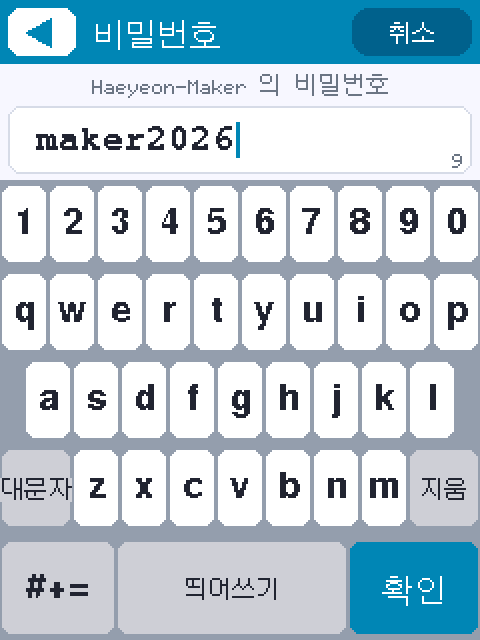 비밀번호 취소
Haeyeon-Maker 의 비밀번호
maker2026
9
1 2 3 4 5 6 7 8 9 0
q w e r t y u i o p
a s d f g h j k l
대문자 z x c v b n m 지움
#+= 띄어쓰기 확인